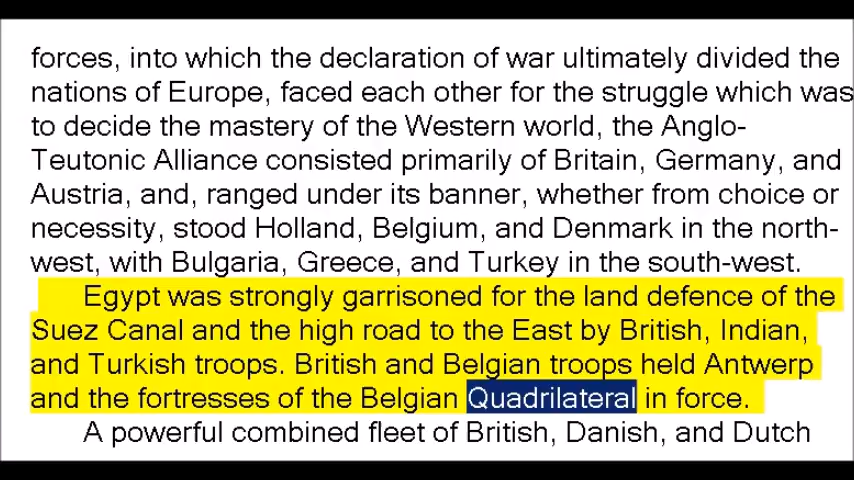 forces, into which the declaration of war ultimately divided the
nations of Europe, faced each other for the struggle which was
to decide the mastery of the Western world, the Anglo-
Teutonic Alliance consisted primarily of Britain, Germany, and
Austria, and, ranged under its banner, whether from choice or
necessity, stood Holland, Belgium, and Denmark in the north-
west, with Bulgaria, Greece, and Turkey in the south-west.
Egypt was strongly garrisoned for the land defence of the
Suez Canal and the high road to the East by British, Indian,
and Turkish troops. British and Belgian troops held Antwerp
and the fortresses of the Belgian Quadrilateral in force.
A powerful combined fleet of British, Danish, and Dutch